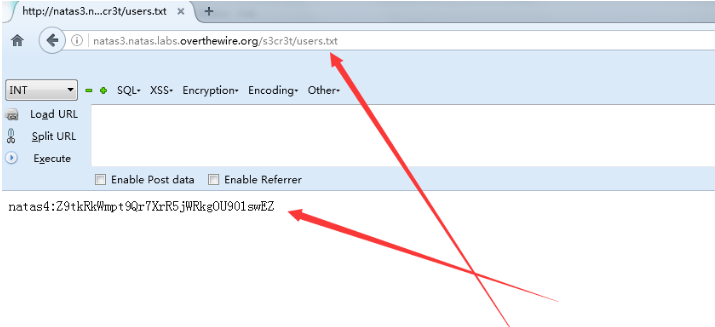 http://natas3.n...cr3t/users.txt
natas3.natas.labs.overthewire.org/s3cr3t/users.txt
INT SQL XSS Encryption Encoding Other
Load URL
Split URL
Execute
Enable Post data Enable Referrer
natas4:Z9tkRkWmpt9Qr7XrR5jWRkgOU901swEZ